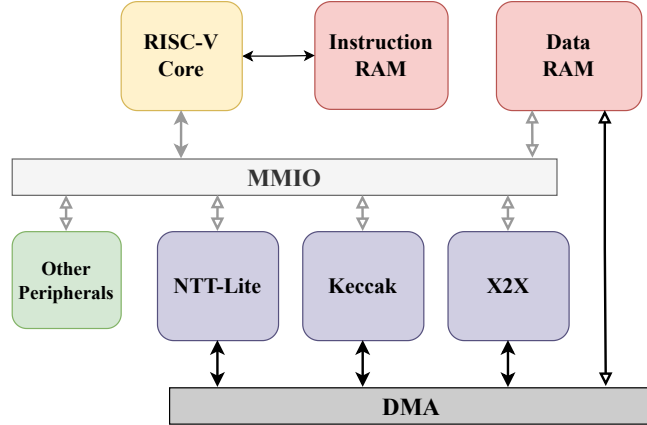 RISC-V
Core
Instruction
RAM
Data
RAM
MMIO
Other
Peripherals
NTT-Lite
Keccak
X2X
DMA